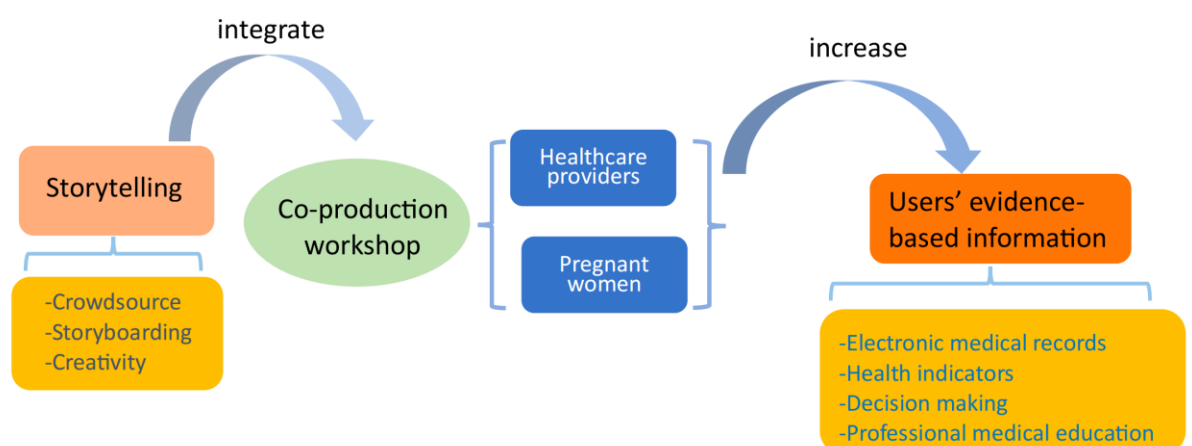 integrate
increase
Storytelling
Co-production
workshop
Healthcare
providers
Pregnant
women
Users' evidence-
based information
-Crowdsource
-Storyboarding
-Creativity
-Electronic medical records
-Health indicators
-Decision making
-Professional medical education